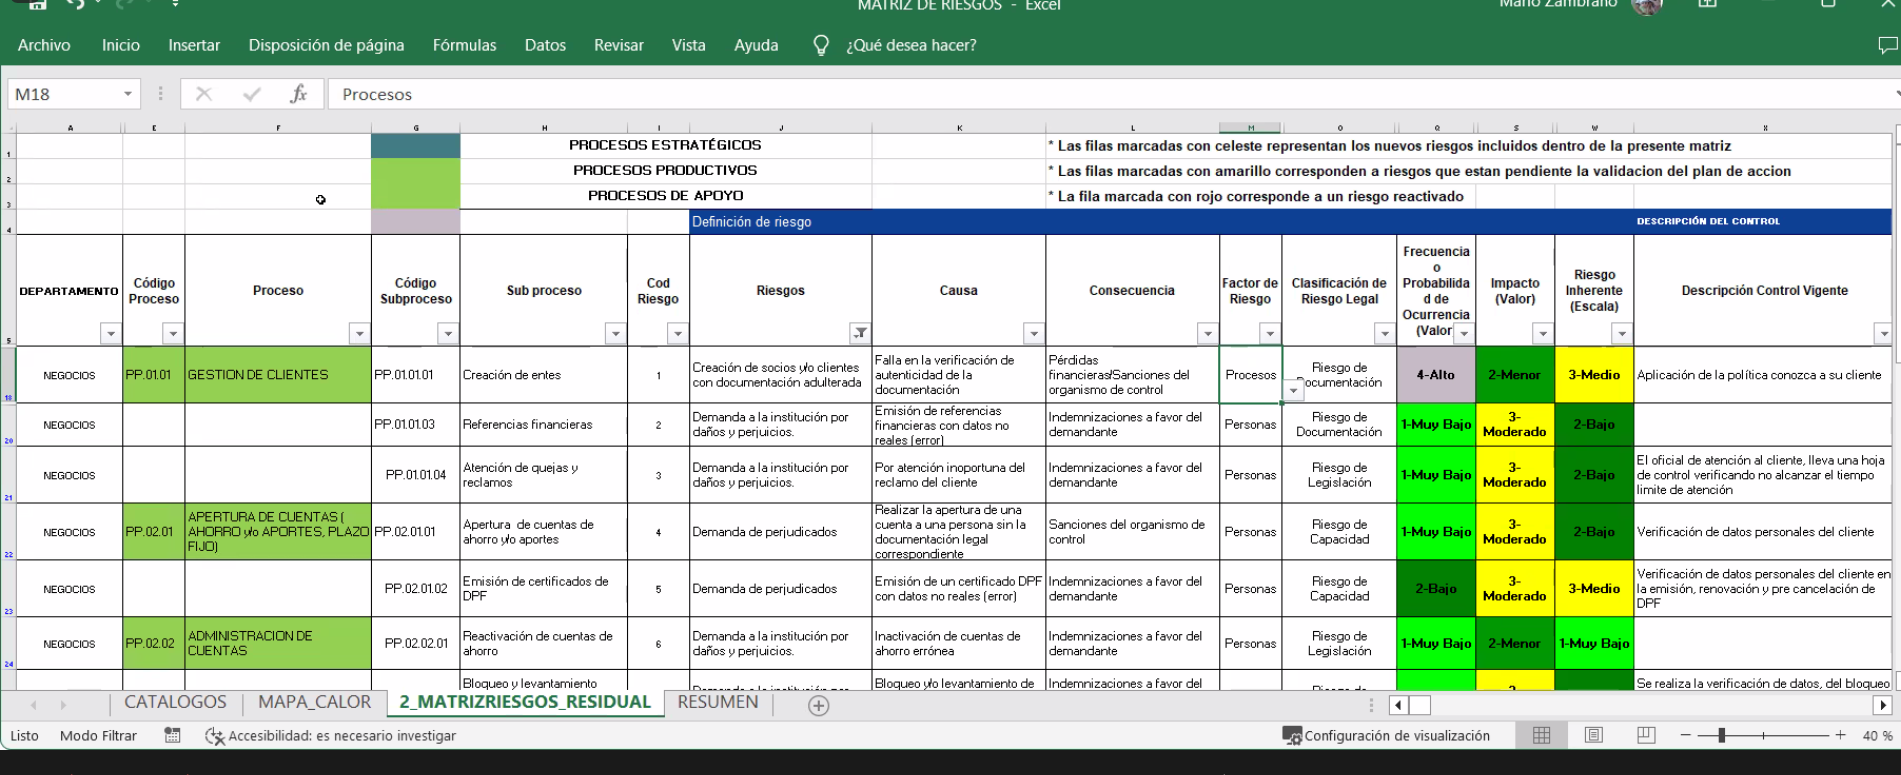 MATRIZ DE RIESGOS - Excel
Mario Zambrano
Archivo Inicio Insertar Disposición de página Fórmulas Datos Revisar Vista Ayuda ¿Qué desea hacer?
M18 fx Procesos
A E F G H I J K L M O Q S W X
1 PROCESOS ESTRATÉGICOS * Las filas marcadas con celeste representan los nuevos riesgos incluidos dentro de la presente matriz
2 PROCESOS PRODUCTIVOS * Las filas marcadas con amarillo corresponden a riesgos que estan pendiente la validacion del plan de accion
3 PROCESOS DE APOYO * La fila marcada con rojo corresponde a un riesgo reactivado
4 Definición de riesgo DESCRIPCIÓN DEL CONTROL
5
DEPARTAMENTO
Código
Proceso
Proceso
Código
Subproceso
Sub proceso
Cod
Riesgo
Riesgos
Causa
Consecuencia
Factor de
Riesgo
Clasificación de
Riesgo Legal
Frecuencia
o
Probabilida
d de
Ocurrencia
(Valor
Impacto
(Valor)
Riesgo
Inherente
(Escala)
Descripción Control Vigente
18
NEGOCIOS
PP.01.01
GESTION DE CLIENTES
PP.01.01.01
Creación de entes
1
Creación de socios y/o clientes
con documentación adulterada
Falla en la verificación de
autenticidad de la
documentación
Pérdidas
financieras/Sanciones del
organismo de control
Procesos
Riesgo de
Documentación
4-Alto
2-Menor
3-Medio
Aplicación de la política conozca a su cliente
20
NEGOCIOS
PP.01.01.03
Referencias financieras
2
Demanda a la institución por
daños y perjuicios.
Emisión de referencias
financieras con datos no
reales (error)
Indemnizaciones a favor del
demandante
Personas
Riesgo de
Documentación
1-Muy Bajo
3-
Moderado
2-Bajo
21
NEGOCIOS
PP.01.01.04
Atención de quejas y
reclamos
3
Demanda a la institución por
daños y perjuicios.
Por atención inoportuna del
reclamo del cliente
Indemnizaciones a favor del
demandante
Personas
Riesgo de
Legislación
1-Muy Bajo
3-
Moderado
2-Bajo
El oficial de atención al cliente, lleva una hoja
de control verificando no alcanzar el tiempo
limite de atención
22
NEGOCIOS
PP.02.01
APERTURA DE CUENTAS (
AHORRO y/o APORTES, PLAZO
FIJO)
PP.02.01.01
Apertura de cuentas de
ahorro y/o aportes
4
Demanda de perjudicados
Realizar la apertura de una
cuenta a una persona sin la
documentación legal
correspondiente
Sanciones del organismo de
control
Personas
Riesgo de
Capacidad
1-Muy Bajo
3-
Moderado
2-Bajo
Verificación de datos personales del cliente
23
NEGOCIOS
PP.02.01.02
Emisión de certificados de
DPF
5
Demanda de perjudicados
Emisión de un certificado DPF
con datos no reales (error)
Indemnizaciones a favor del
demandante
Personas
Riesgo de
Capacidad
2-Bajo
3-
Moderado
3-Medio
Verificación de datos personales del cliente en
la emisión, renovación y pre cancelación de
DPF
24
NEGOCIOS
PP.02.02
ADMINISTRACION DE
CUENTAS
PP.02.02.01
Reactivación de cuentas de
ahorro
6
Demanda a la institución por
daños y perjuicios.
Inactivación de cuentas de
ahorro errónea
Indemnizaciones a favor del
demandante
Personas
Riesgo de
Legislación
1-Muy Bajo
2-Menor
1-Muy Bajo
Bloqueo y levantamiento
Demanda a la institución por
Bloqueo y/o levantamiento de
Indemnizaciones a favor del
Riesgo de
Se realiza la verificación de datos, del bloqueo
CATALOGOS MAPA_CALOR 2_MATRIZRIESGOS_RESIDUAL RESUMEN
Listo Modo Filtrar Accesibilidad: es necesario investigar Configuración de visualización 40 %